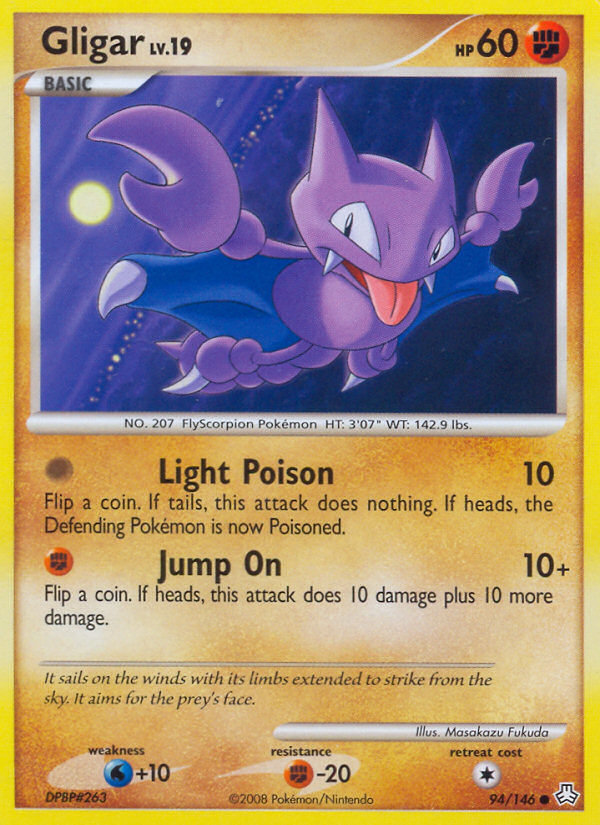 Gligar LV.19 HP 60
BASIC
NO. 207 FlyScorpion Pokémon HT: 3'07" WT: 142.9 lbs.
Light Poison 10
Flip a coin. If tails, this attack does nothing. If heads, the
Defending Pokémon is now Poisoned.
Jump On 10+
Flip a coin. If heads, this attack does 10 damage plus 10 more
damage.
It sails on the winds with its limbs extended to strike from the
sky. It aims for the prey's face.
Illus. Masakazu Fukuda
weakness resistance retreat cost
+10 -20
DPBP#263 ©2008 Pokémon/Nintendo 94/146